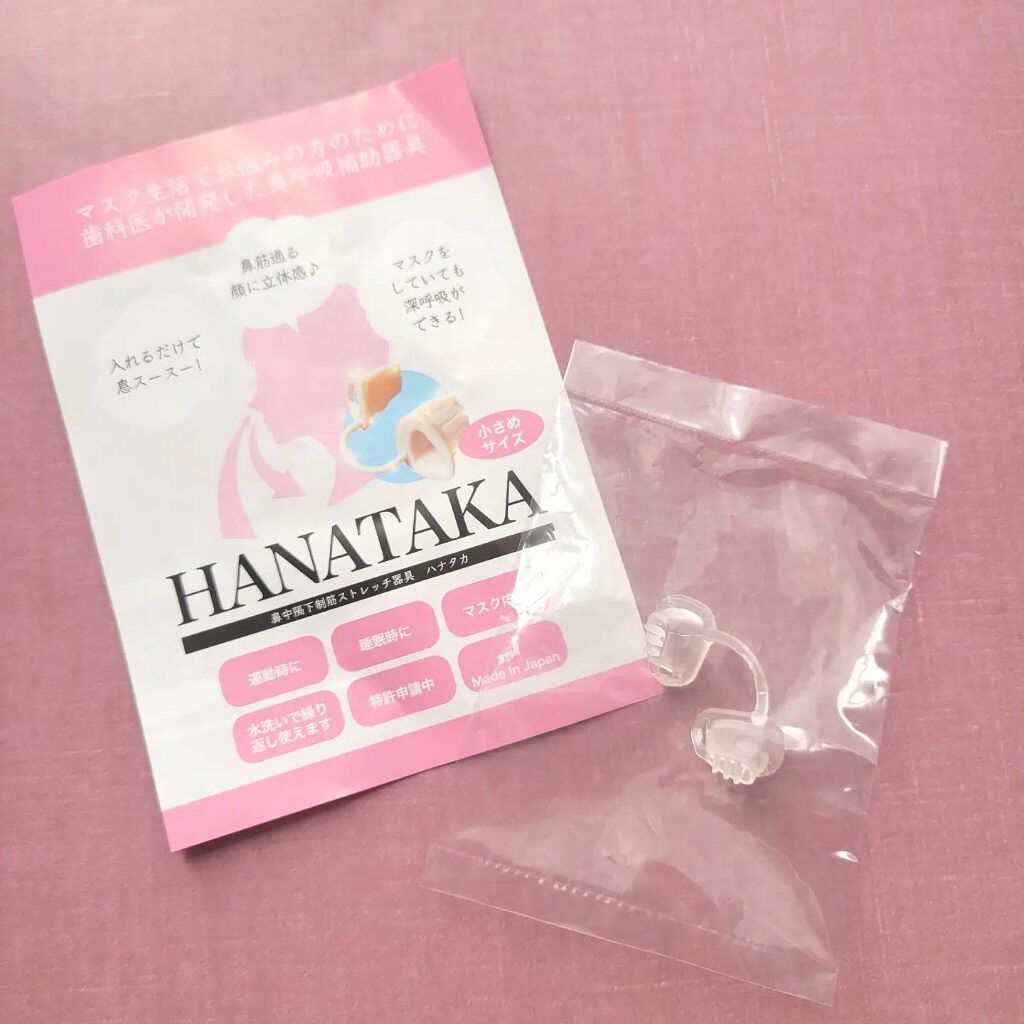 マスク生活でお悩みの方のために
歯科医が開発した鼻呼吸補助器具
鼻筋通る
顔に立体感♪
マスクを
していても
深呼吸が
できる!
入れるだけで
息スースー!
小さめ
サイズ
HANATAKA
鼻中隔下制筋ストレッチ器具 ハナタカ
運動時に
睡眠時に
マスク
水洗いで繰り
返し使えます
特許申請中
Made In Japan